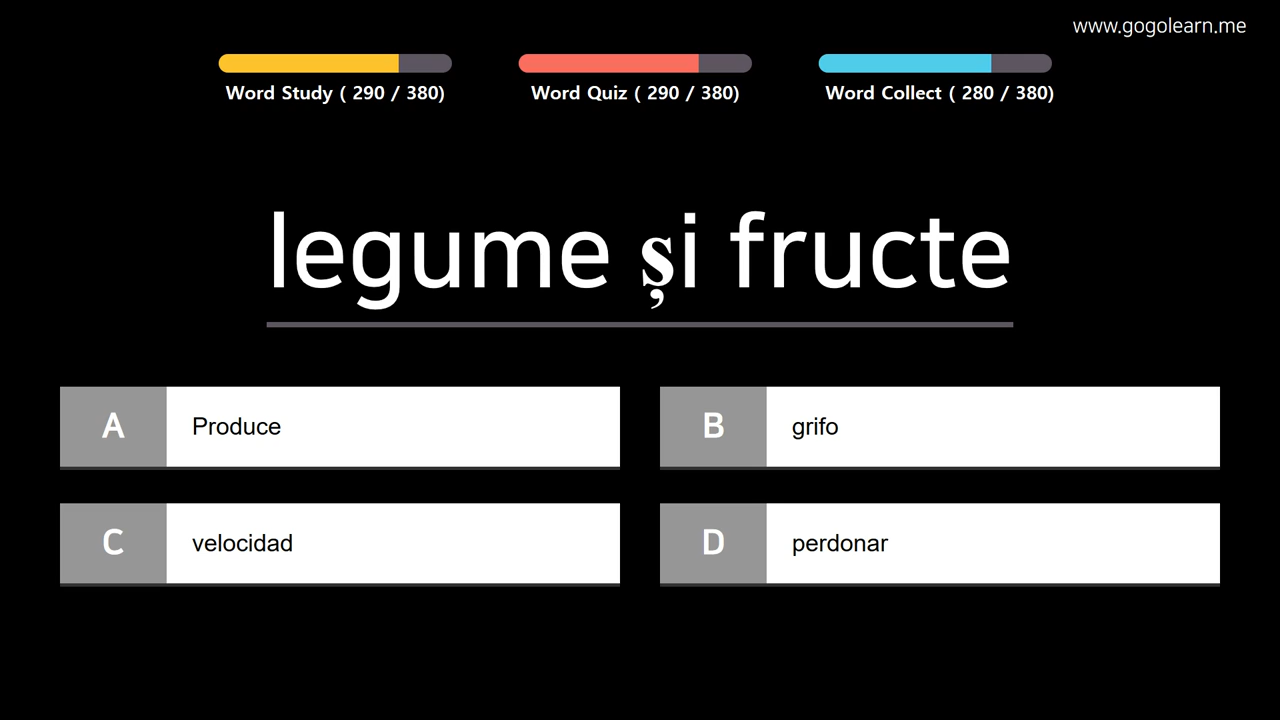 www.gogolearn.me
Word Study ( 290 / 380)
Word Quiz ( 290 / 380)
Word Collect ( 280 / 380)
legume și fructe
A Produce
B grifo
C velocidad
D perdonar